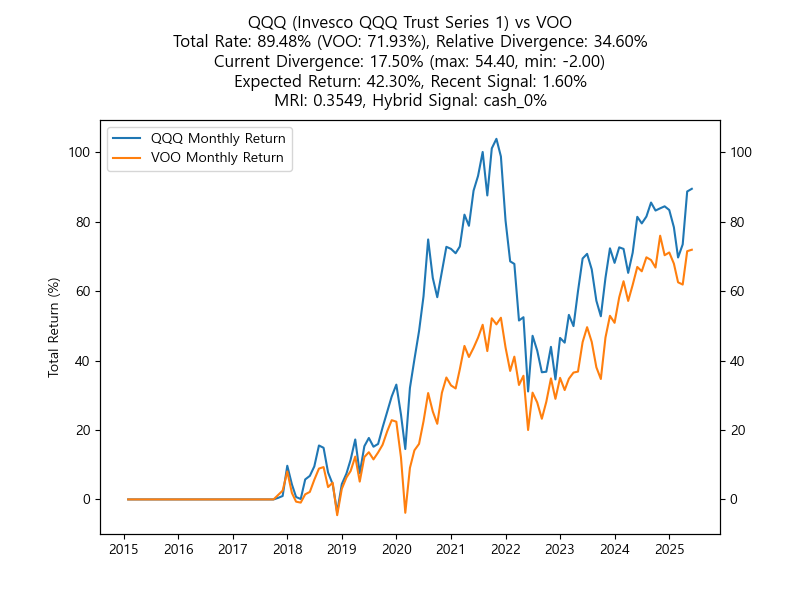 QQQ (Invesco QQQ Trust Series 1) vs VOO
Total Rate: 89.48% (VOO: 71.93%), Relative Divergence: 34.60%
Current Divergence: 17.50% (max: 54.40, min: -2.00)
Expected Return: 42.30%, Recent Signal: 1.60%
MRI: 0.3549, Hybrid Signal: cash_0%
QQQ Monthly Return
VOO Monthly Return
100 100
80 80
60 60
40 40
20 20
0 0
Total Return (%)
2015 2016 2017 2018 2019 2020 2021 2022 2023 2024 2025